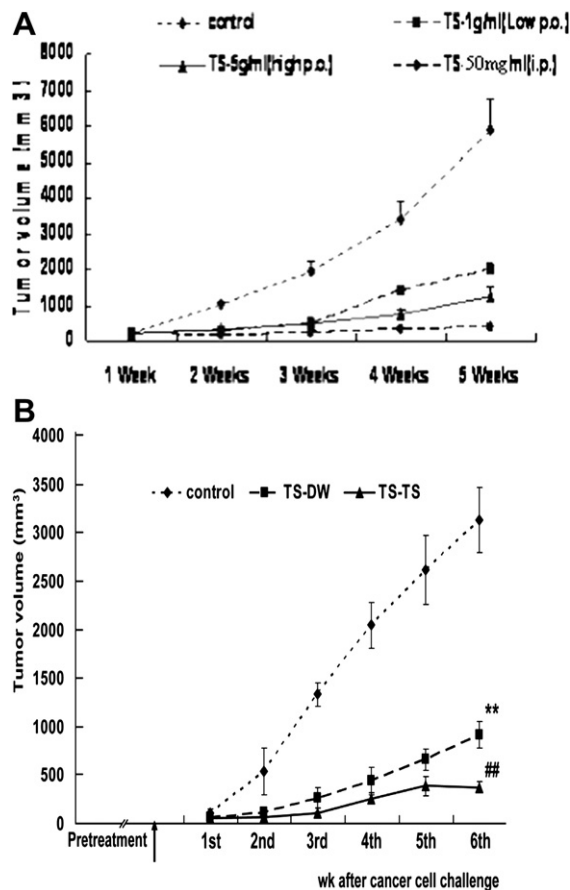 A
control
TS-1g/ml(Low p.o.)
TS-5g/ml(high p.o.)
TS-50mg/ml(i.p.)
Tumor volume (mm3)
8000
7000
6000
5000
4000
3000
2000
1000
0
1 Week 2 Weeks 3 Weeks 4 Weeks 5 Weeks
B
4000
control TS-DW TS-TS
3500
3000
2500
2000
1500
1000
500
0
Tumor volume (mm³)
**
##
Pretreatment 1st 2nd 3rd 4th 5th 6th
wk after cancer cell challenge